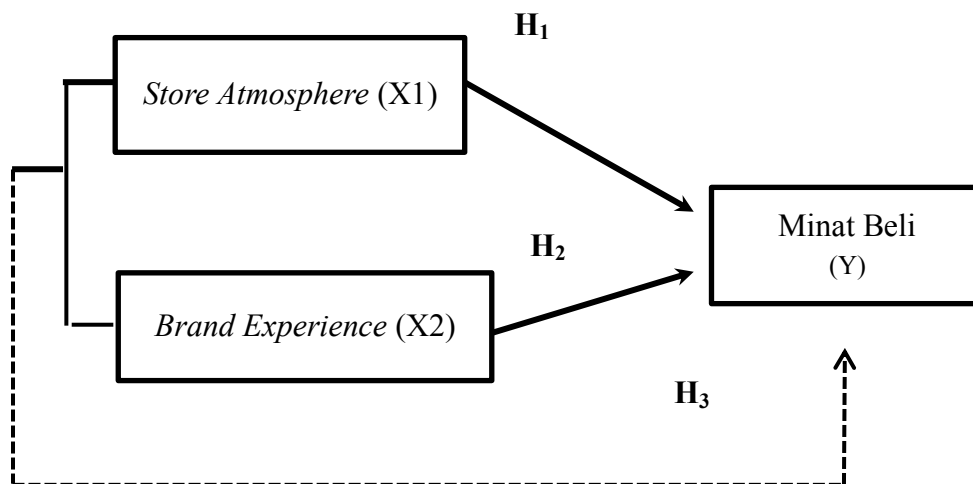 H₁
Store Atmosphere (X1)
Minat Beli
(Y)
H₂
Brand Experience (X2)
H₃